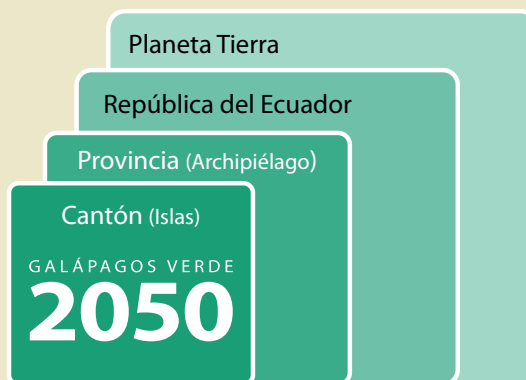 Planeta Tierra
República del Ecuador
Provincia (Archipiélago)
Cantón (Islas)
GALÁPAGOS VERDE
2050